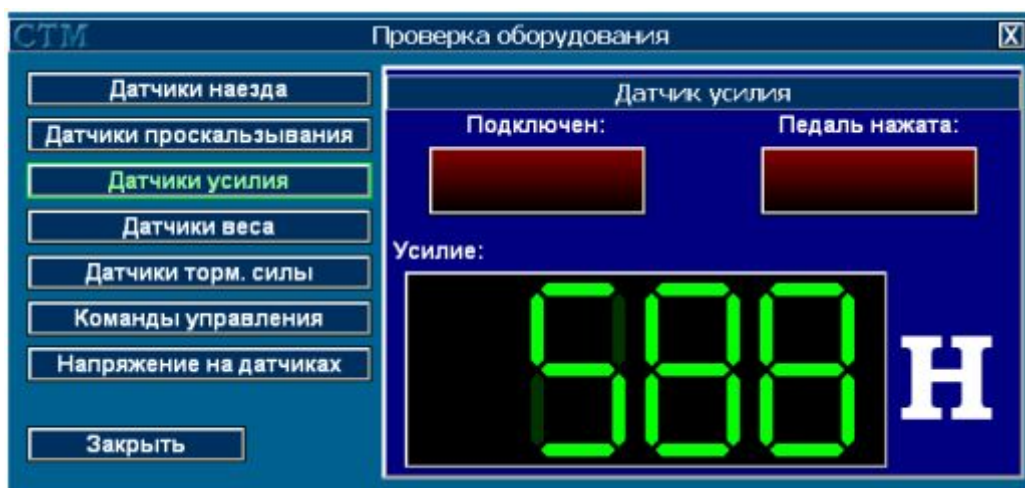 СТМ
Проверка оборудования
X
Датчики наезда
Датчики проскальзывания
Датчики усилия
Датчики веса
Датчики торм. силы
Команды управления
Напряжение на датчиках
Закрыть
Датчик усилия
Подключен:
Педаль нажата:
Усилие:
588
Н